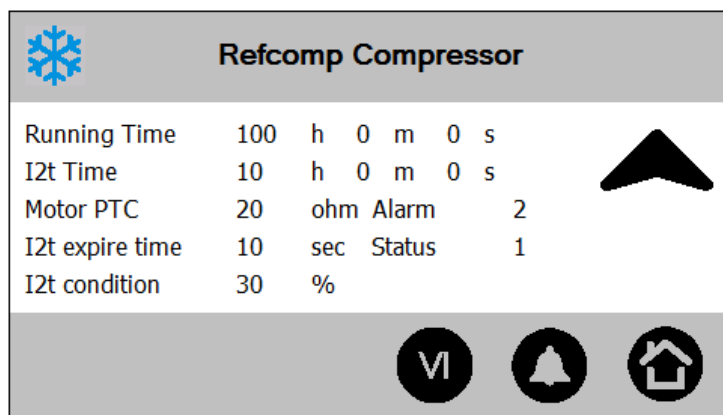 Refcomp Compressor
Running Time 100 h 0 m 0 s
I2t Time 10 h 0 m 0 s
Motor PTC 20 ohm Alarm 2
I2t expire time 10 sec Status 1
I2t condition 30 %
VI